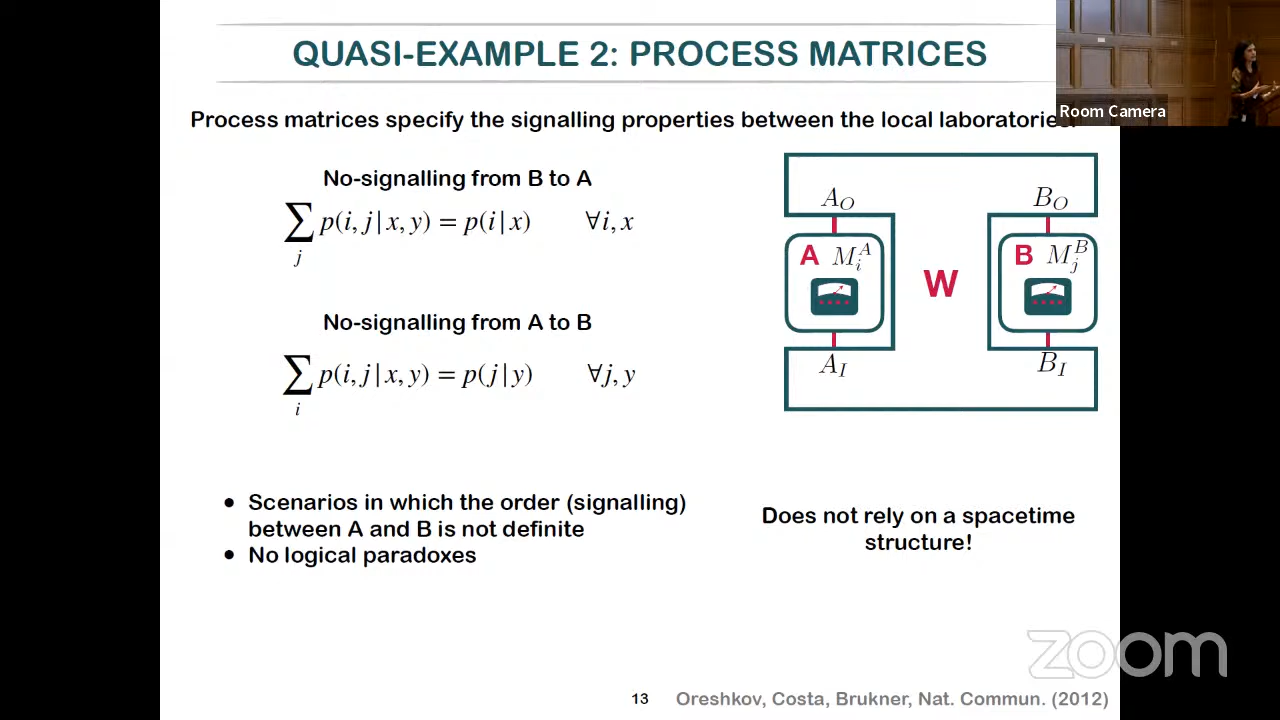 QUASI-EXAMPLE 2: PROCESS MATRICES
Room Camera
Process matrices specify the signalling properties between the local laboratories
No-signalling from B to A
∑_j p(i, j | x, y) = p(i | x) ∀i, x
No-signalling from A to B
∑_i p(i, j | x, y) = p(j | y) ∀j, y
A_O
B_O
A M_i^A
B M_j^B
W
A_I
B_I
• Scenarios in which the order (signalling)
between A and B is not definite
• No logical paradoxes
Does not rely on a spacetime
structure!
zoom
13 Oreshkov, Costa, Brukner, Nat. Commun. (2012)